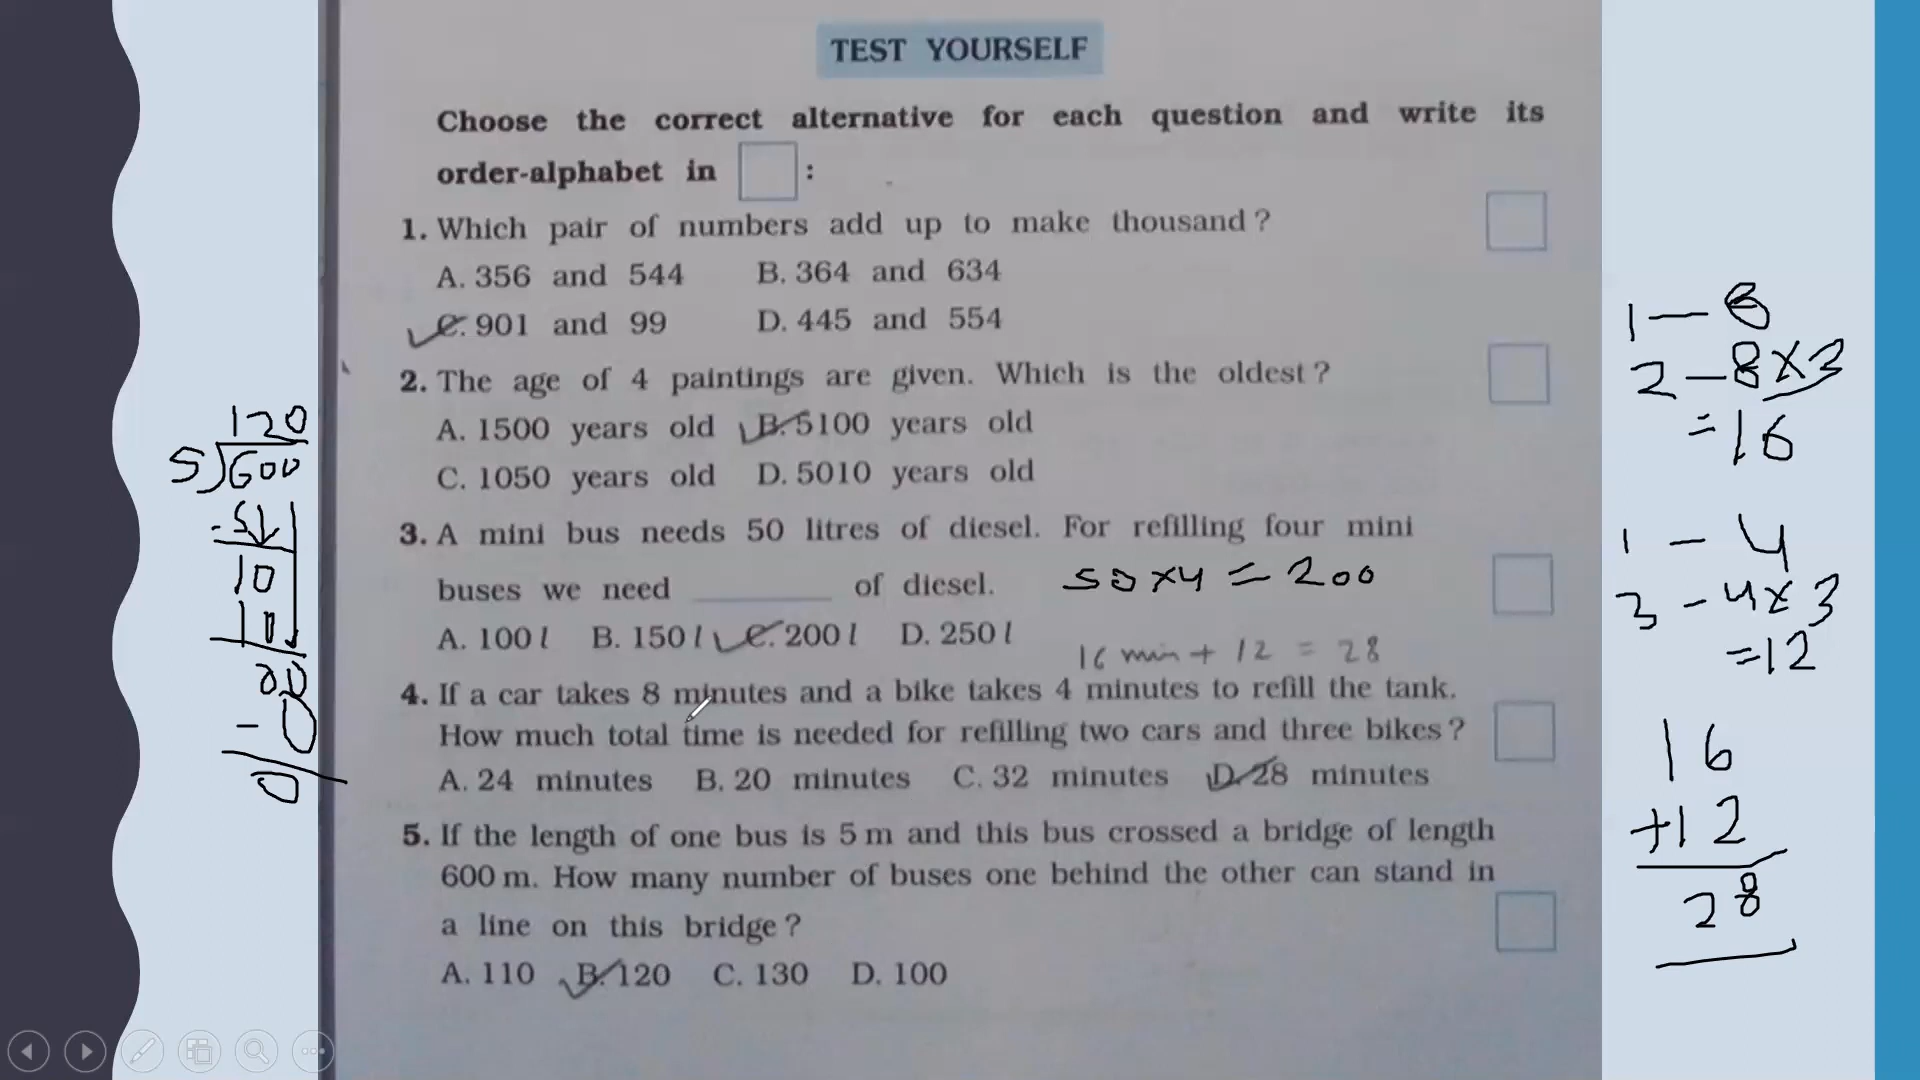 TEST YOURSELF
Choose the correct alternative for each question and write its
order-alphabet in :
1. Which pair of numbers add up to make thousand ?
A. 356 and 544 B. 364 and 634
C. 901 and 99 D. 445 and 554
2. The age of 4 paintings are given. Which is the oldest ?
A. 1500 years old B. 5100 years old
C. 1050 years old D. 5010 years old
3. A mini bus needs 50 litres of diesel. For refilling four mini
buses we need ________ of diesel. 50 x 4 = 200
A. 100 l B. 150 l C. 200 l D. 250 l
16 min + 12 = 28
4. If a car takes 8 minutes and a bike takes 4 minutes to refill the tank.
How much total time is needed for refilling two cars and three bikes ?
A. 24 minutes B. 20 minutes C. 32 minutes D. 28 minutes
5. If the length of one bus is 5 m and this bus crossed a bridge of length
600 m. How many number of buses one behind the other can stand in
a line on this bridge ?
A. 110 B. 120 C. 130 D. 100
120
5)600
-5
10
10
00
-0
0
1 — 8
2 — 8 x 3
= 16
1 — 4
3 — 4 x 3
= 12
16
+12
28